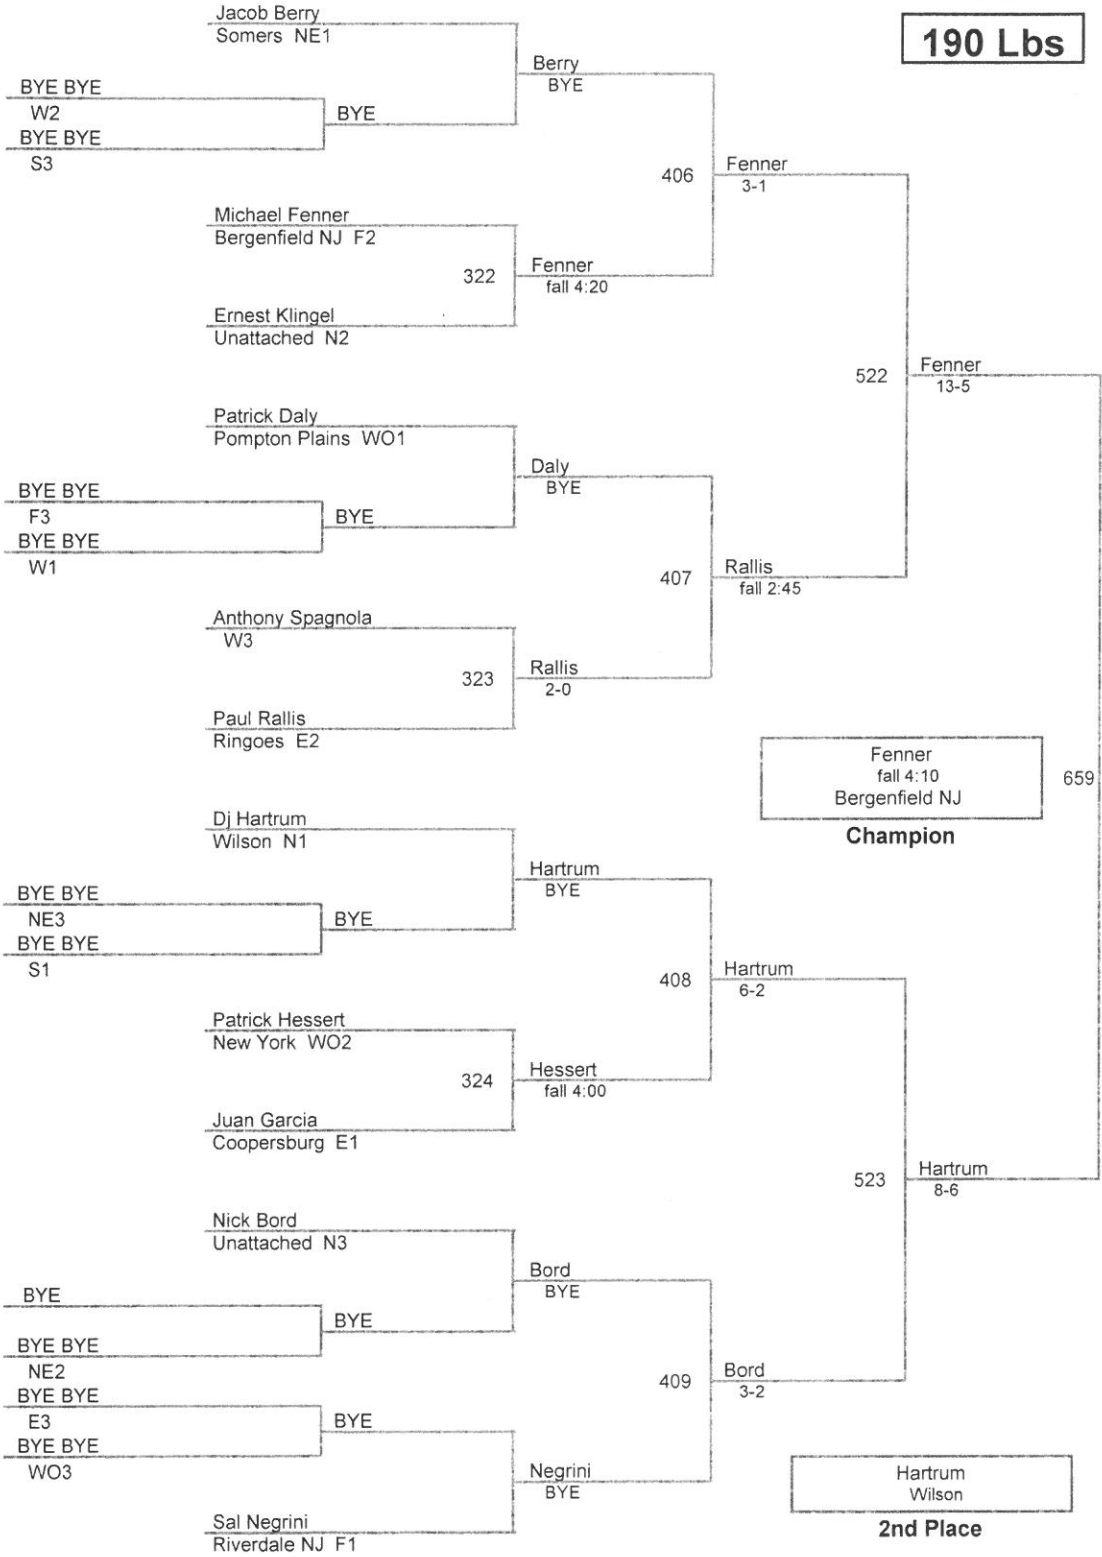 Jacob Berry
Somers NE1
190 Lbs
Berry
BYE
BYE BYE
W2
BYE
BYE BYE
S3
406
Fenner
3-1
Michael Fenner
Bergenfield NJ F2
322
Fenner
fall 4:20
Ernest Klingel
Unattached N2
522
Fenner
13-5
Patrick Daly
Pompton Plains WO1
Daly
BYE
BYE BYE
F3
BYE
BYE BYE
W1
407
Rallis
fall 2:45
Anthony Spagnola
W3
323
Rallis
2-0
Paul Rallis
Ringoes E2
Fenner
fall 4:10
Bergenfield NJ
659
Champion
Dj Hartrum
Wilson N1
Hartrum
BYE
BYE BYE
NE3
BYE
BYE BYE
S1
408
Hartrum
6-2
Patrick Hessert
New York WO2
324
Hessert
fall 4:00
Juan Garcia
Coopersburg E1
523
Hartrum
8-6
Nick Bord
Unattached N3
Bord
BYE
BYE
BYE
BYE BYE
NE2
409
Bord
3-2
BYE BYE
E3
BYE
BYE BYE
WO3
Negrini
BYE
Sal Negrini
Riverdale NJ F1
Hartrum
Wilson
2nd Place